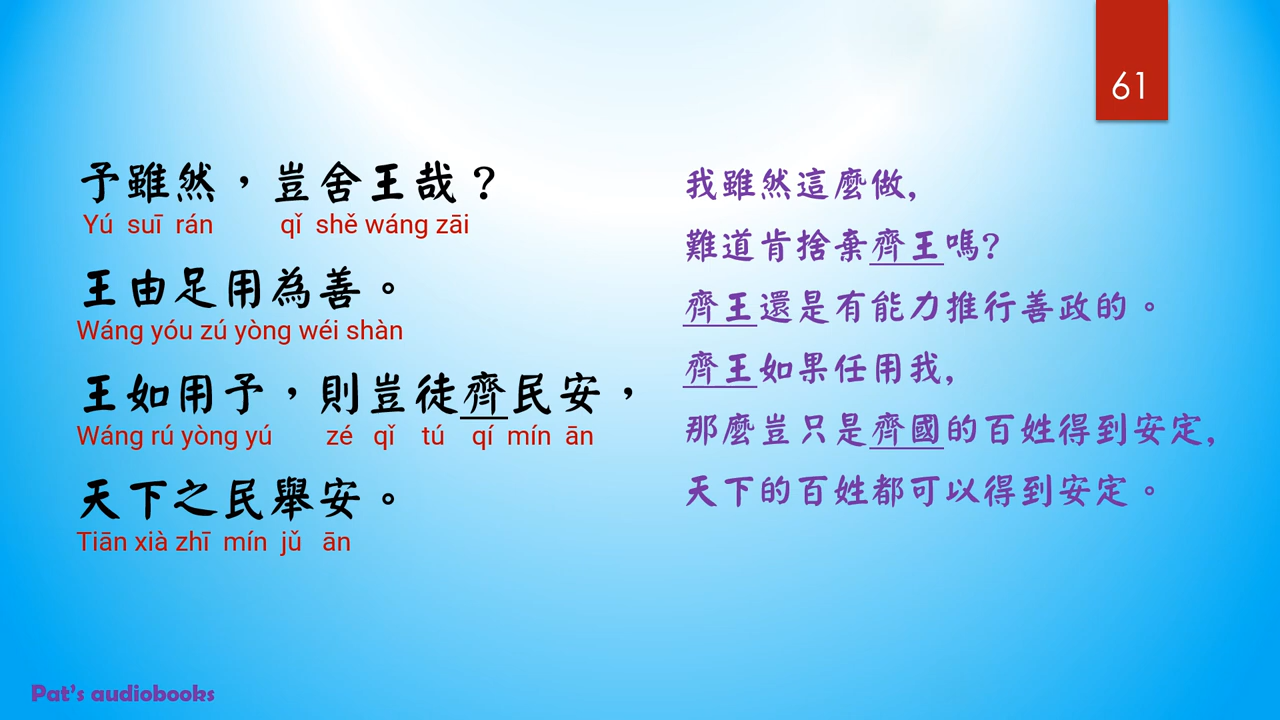 61
予雖然，豈舍王哉？
Yú suī rán qǐ shě wáng zāi
王由足用為善。
Wáng yóu zú yòng wéi shàn
王如用予，則豈徒齊民安，
Wáng rú yòng yú zé qǐ tú qí mín ān
天下之民舉安。
Tiān xià zhī mín jǔ ān
我雖然這麼做,
難道肯捨棄齊王嗎?
齊王還是有能力推行善政的。
齊王如果任用我,
那麼豈只是齊國的百姓得到安定,
天下的百姓都可以得到安定。
Pat's audiobooks